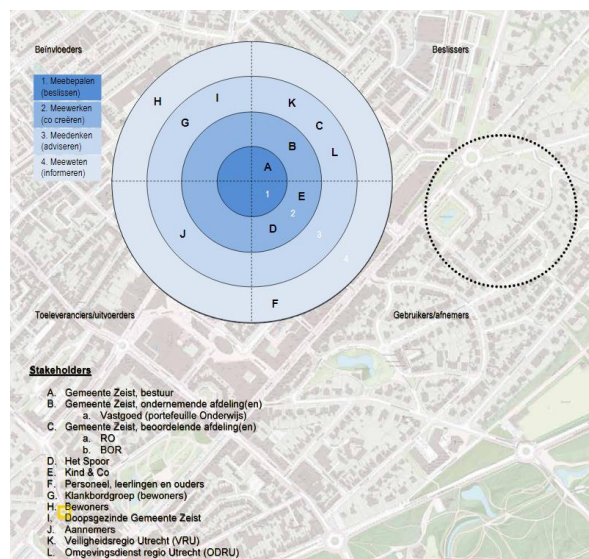 Beïnvloeders
Beslissers
1. Meebepalen
(beslissen)
2. Meewerken
(co creëren)
3. Meedenken
(adviseren)
4. Meeweten
(informeren)
H
I
K
G
C
B
L
A
1
E
2
D
3
J
4
F
Toeleveranciers/uitvoerders
Gebruikers/afnemers
Stakeholders
A. Gemeente Zeist, bestuur
B. Gemeente Zeist, ondernemende afdeling(en)
a. Vastgoed (portefeuille Onderwijs)
C. Gemeente Zeist, beoordelende afdeling(en)
a. RO
b. BOR
D. Het Spoor
E. Kind & Co
F. Personeel, leerlingen en ouders
G. Klankbordgroep (bewoners)
H. Bewoners
I. Doopsgezinde Gemeente Zeist
J. Aannemers
K. Veiligheidsregio Utrecht (VRU)
L. Omgevingsdienst regio Utrecht (ODRU)